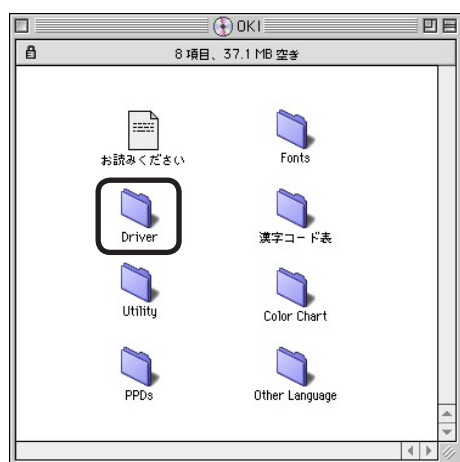 OKI
8 項目、37.1 MB 空き
お読みください
Fonts
Driver
漢字コード表
Utility
Color Chart
PPDs
Other Language